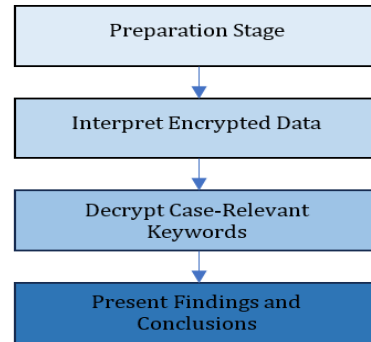 Preparation Stage
Interpret Encrypted Data
Decrypt Case-Relevant
Keywords
Present Findings and
Conclusions